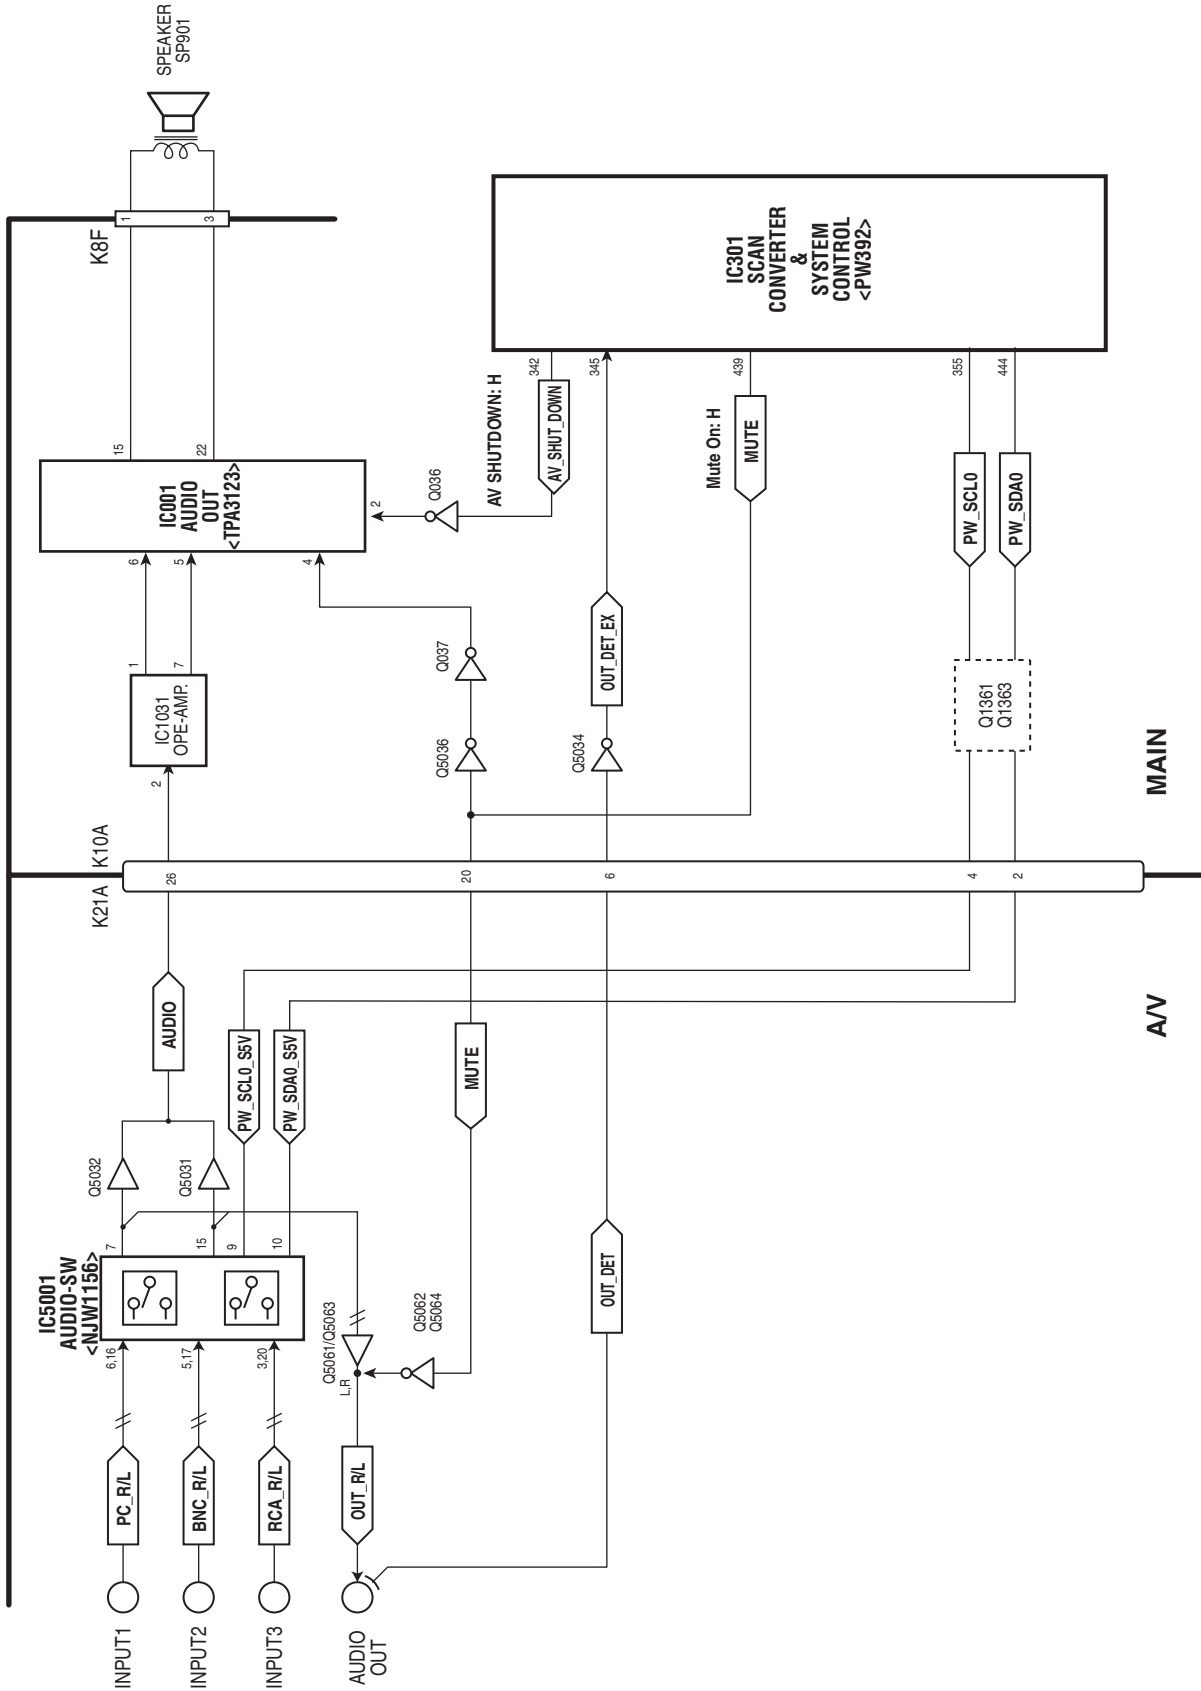 INPUT1
INPUT2
INPUT3
AUDIO
OUT
PC_R/L
BNC_R/L
RCA_R/L
OUT_R/L
6,16
5,17
3,20
L,R
Q5061/Q5063
IC5001
AUDIO-SW
<NJW1156>
7
15
9
10
Q5062
Q5064
Q5032
Q5031
OUT_DET
PW_SCL0_S5V
PW_SDA0_S5V
MUTE
AUDIO
A/V
K21A
K10A
26
20
6
4
2
MAIN
2
IC1031
OPE-AMP.
1
7
Q5036
Q037
Q5034
OUT_DET_EX
Q1361
Q1363
PW_SCL0
PW_SDA0
6
5
4
2
IC001
AUDIO
OUT
<TPA3123>
15
22
Q036
AV SHUTDOWN: H
AV_SHUT_DOWN
Mute On: H
MUTE
342
345
439
355
444
IC301
SCAN
CONVERTER
&
SYSTEM
CONTROL
<PW392>
K8F
1
3
SPEAKER
SP901